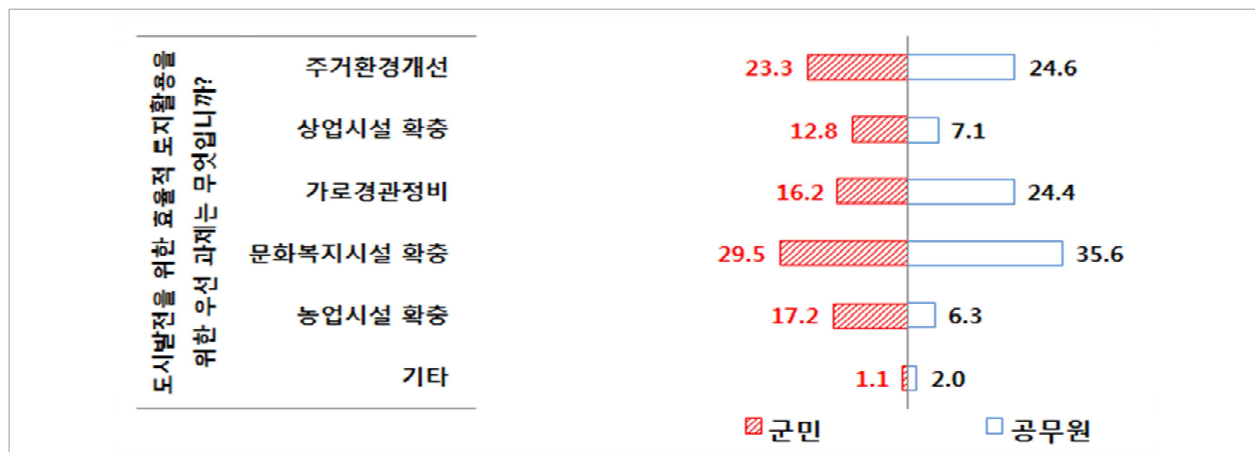 도시발전을 위한 효율적 도지활용을
위한 우선 과제는 무엇입니까?
주거환경개선 23.3 24.6
상업시설 확충 12.8 7.1
가로경관정비 16.2 24.4
문화복지시설 확충 29.5 35.6
농업시설 확충 17.2 6.3
기타 1.1 2.0
군민 공무원